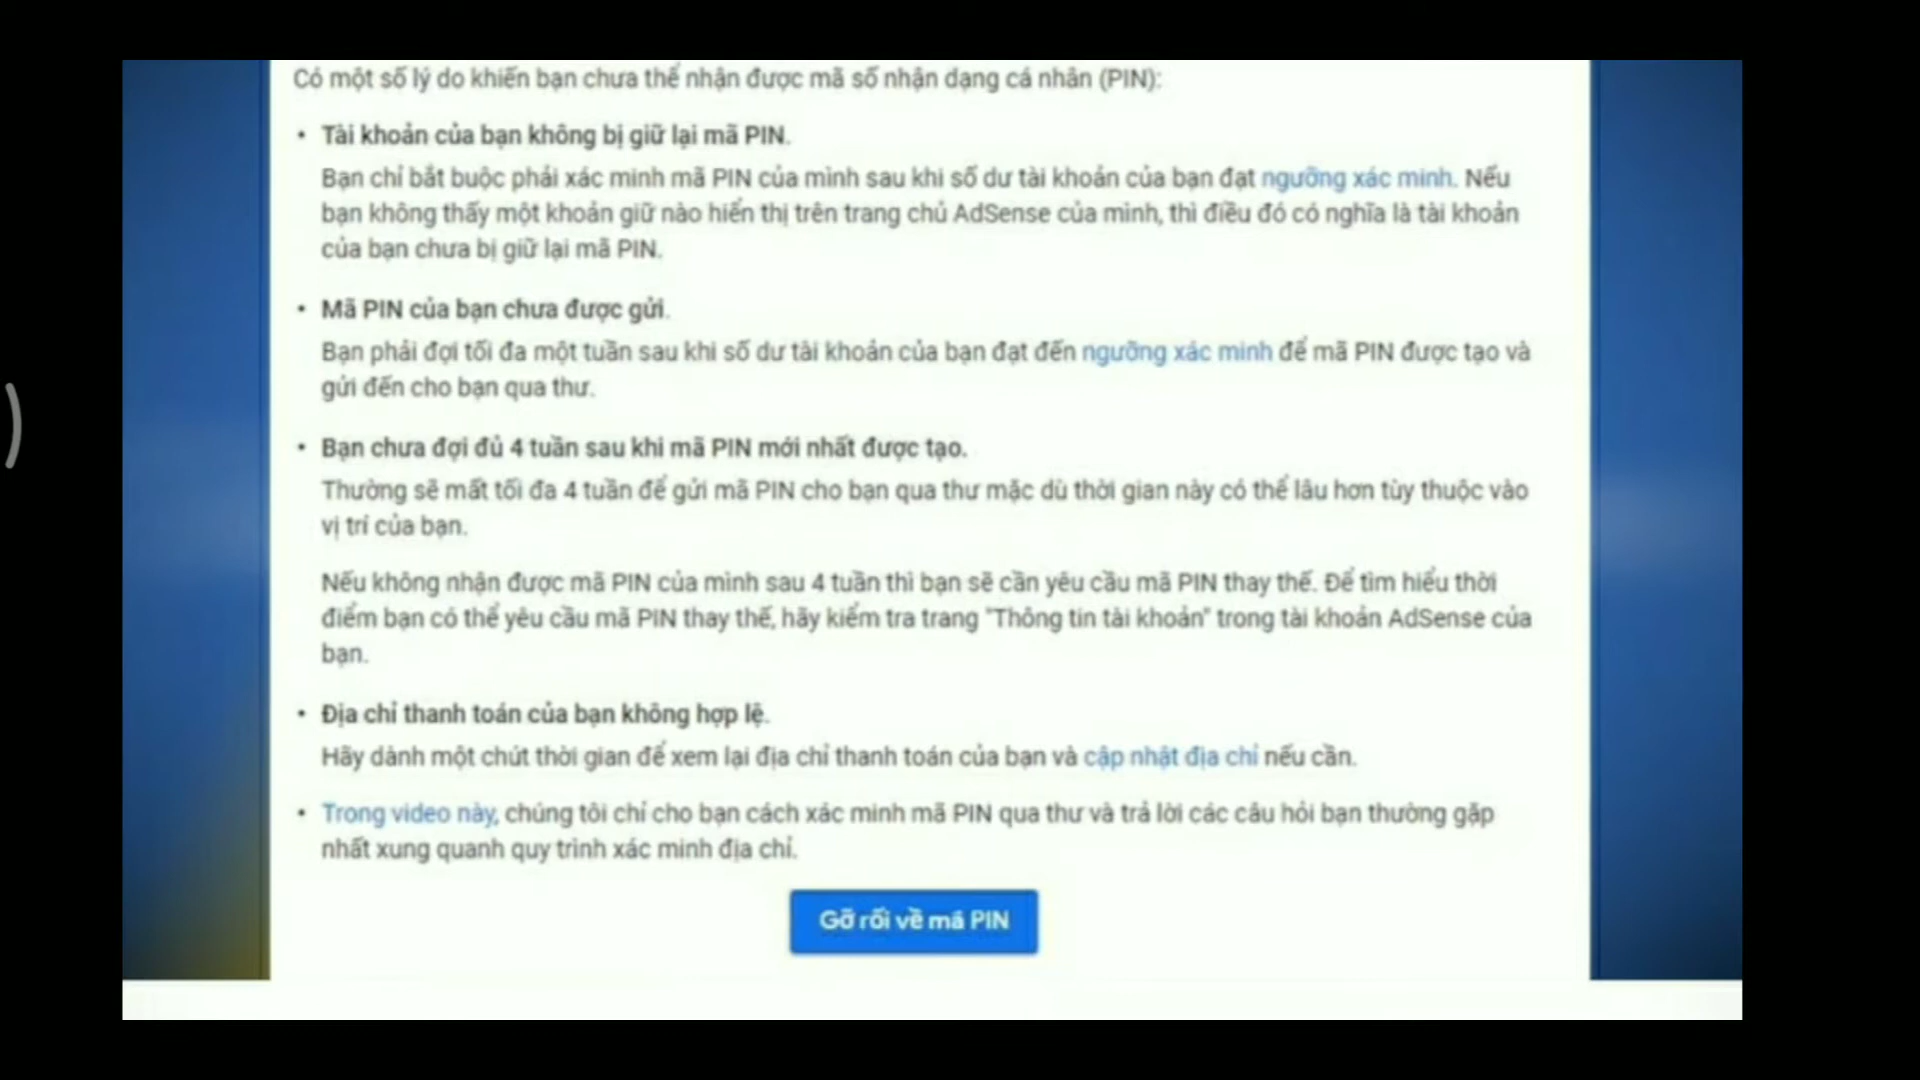 Có một số lý do khiến bạn chưa thể nhận được mã số nhận dạng cá nhân (PIN):
• Tài khoản của bạn không bị giữ lại mã PIN.
Bạn chỉ bắt buộc phải xác minh mã PIN của mình sau khi số dư tài khoản của bạn đạt ngưỡng xác minh. Nếu
bạn không thấy một khoản giữ nào hiển thị trên trang chủ AdSense của mình, thì điều đó có nghĩa là tài khoản
của bạn chưa bị giữ lại mã PIN.
• Mã PIN của bạn chưa được gửi.
Bạn phải đợi tối đa một tuần sau khi số dư tài khoản của bạn đạt đến ngưỡng xác minh để mã PIN được tạo và
gửi đến cho bạn qua thư.
• Bạn chưa đợi đủ 4 tuần sau khi mã PIN mới nhất được tạo.
Thường sẽ mất tối đa 4 tuần để gửi mã PIN cho bạn qua thư mặc dù thời gian này có thể lâu hơn tùy thuộc vào
vị trí của bạn.
Nếu không nhận được mã PIN của mình sau 4 tuần thì bạn sẽ cần yêu cầu mã PIN thay thế. Để tìm hiểu thời
điểm bạn có thể yêu cầu mã PIN thay thế, hãy kiểm tra trang "Thông tin tài khoản" trong tài khoản AdSense của
bạn.
• Địa chỉ thanh toán của bạn không hợp lệ.
Hãy dành một chút thời gian để xem lại địa chỉ thanh toán của bạn và cập nhật địa chỉ nếu cần.
• Trong video này, chúng tôi chỉ cho bạn cách xác minh mã PIN qua thư và trả lời các câu hỏi bạn thường gặp
nhất xung quanh quy trình xác minh địa chỉ.
Gỡ rối về mã PIN